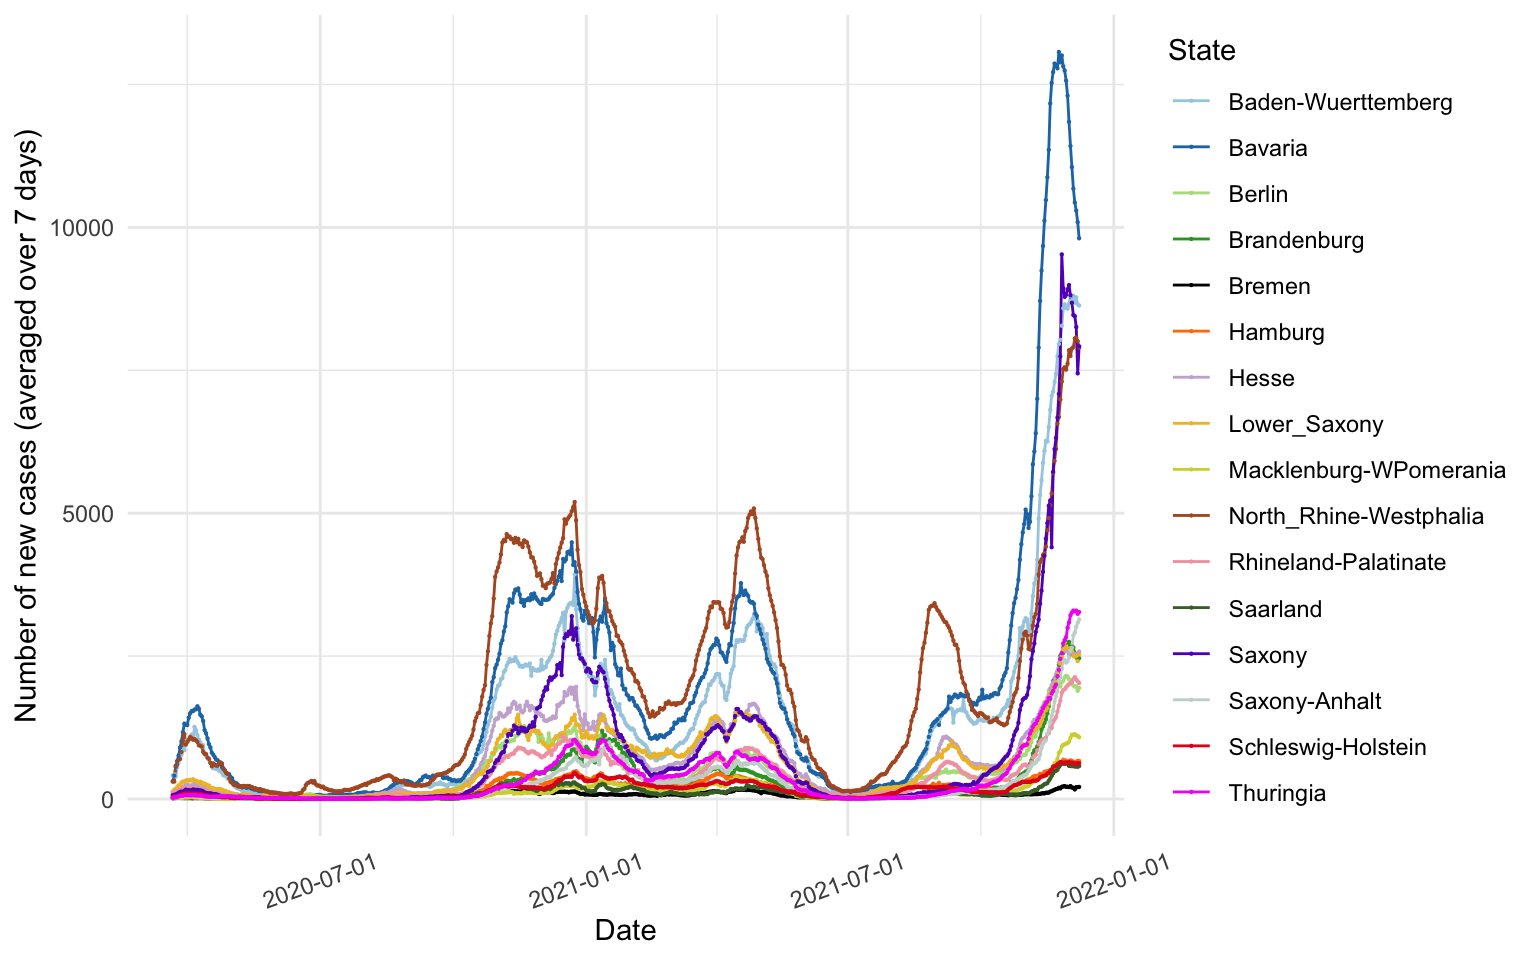 Number of new cases (averaged over 7 days)
10000
5000
0
2020-07-01
2021-01-01
2021-07-01
2022-01-01
Date
State
Baden-Wuerttemberg
Bavaria
Berlin
Brandenburg
Bremen
Hamburg
Hesse
Lower_Saxony
Macklenburg-WPomerania
North_Rhine-Westphalia
Rhineland-Palatinate
Saarland
Saxony
Saxony-Anhalt
Schleswig-Holstein
Thuringia